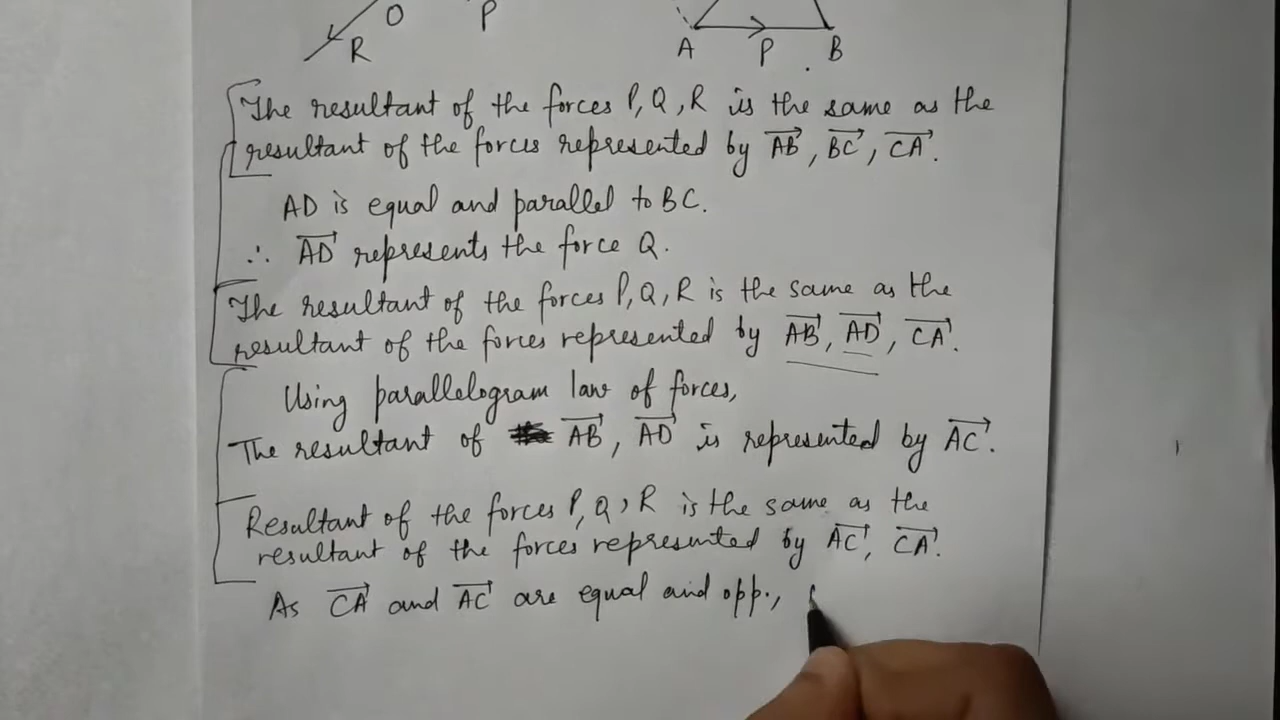 O P
R
A P B
The resultant of the forces P, Q, R is the same as the
resultant of the forces represented by AB, BC, CA.
AD is equal and parallel to BC.
∴ AD represents the force Q.
The resultant of the forces P, Q, R is the same as the
resultant of the forces represented by AB, AD, CA.
Using parallelogram law of forces,
The resultant of AB, AD is represented by AC.
Resultant of the forces P, Q, R is the same as the
resultant of the forces represented by AC, CA.
As CA and AC are equal and opp.,